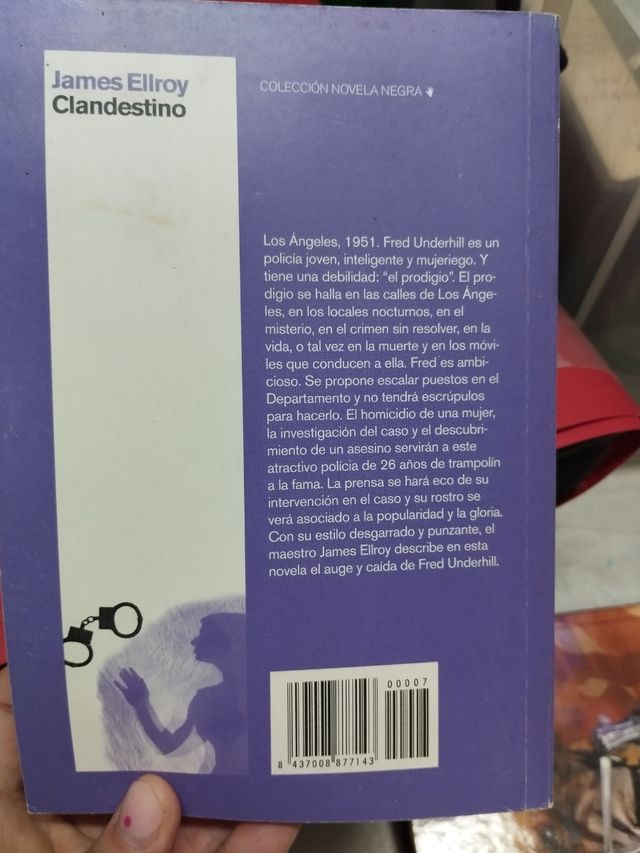 James Ellroy
Clandestino
COLECCIÓN NOVELA NEGRA
Los Ángeles, 1951. Fred Underhill es un
policía joven, inteligente y mujeriego. Y
tiene una debilidad: “el prodigio”. El pro-
digio se halla en las calles de Los Ánge-
les, en los locales nocturnos, en el
misterio, en el crimen sin resolver, en la
vida, o tal vez en la muerte y en los móvi-
les que conducen a ella. Fred es ambi-
cioso. Se propone escalar puestos en el
Departamento y no tendrá escrúpulos
para hacerlo. El homicidio de una mujer,
la investigación del caso y el descubri-
miento de un asesino servirán a este
atractivo policía de 26 años de trampolín
a la fama. La prensa se hará eco de su
intervención en el caso y su rostro se
verá asociado a la popularidad y la gloria.
Con su estilo desgarrado y punzante, el
maestro James Ellroy describe en esta
novela el auge y caída de Fred Underhill.
00007
8 437008 877143